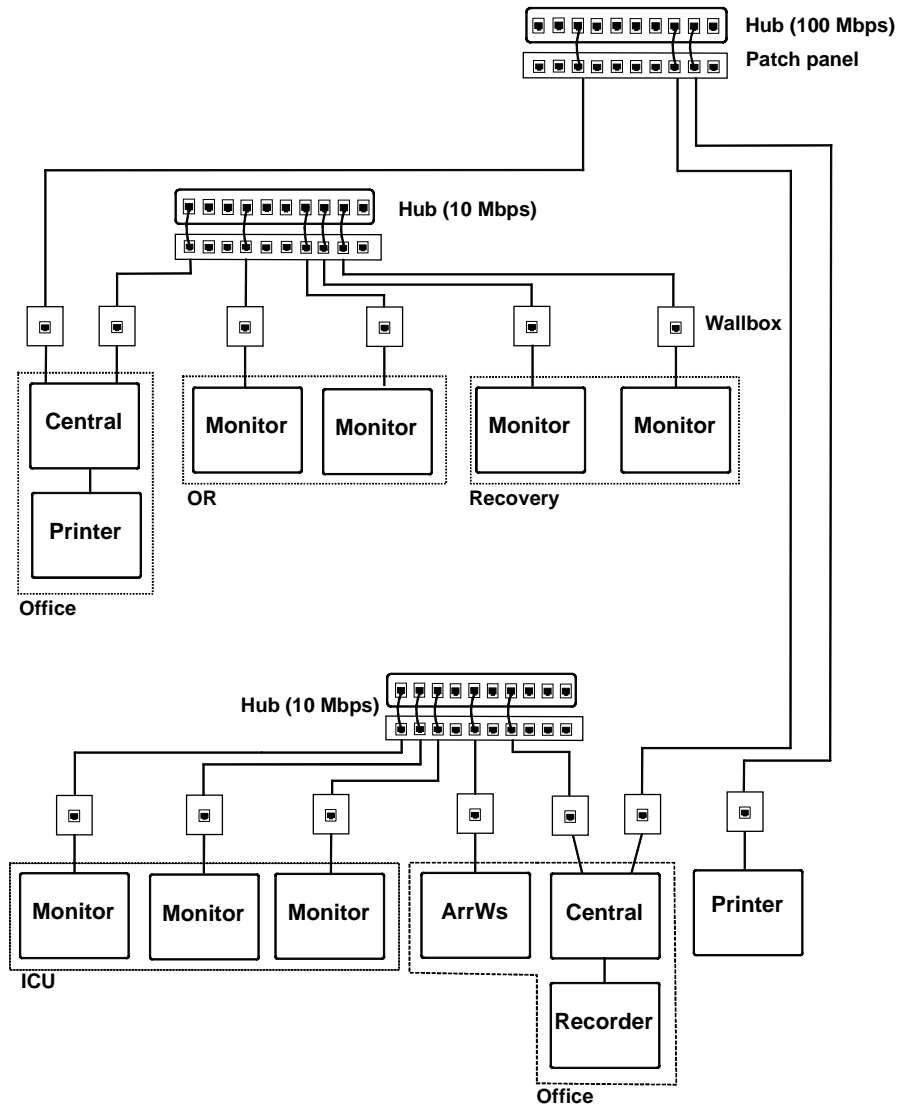 Hub (100 Mbps)
Patch panel
Hub (10 Mbps)
Wallbox
Central
Monitor
Monitor
Monitor
Monitor
OR
Recovery
Printer
Office
Hub (10 Mbps)
Monitor
Monitor
Monitor
ArrWs
Central
Printer
ICU
Recorder
Office